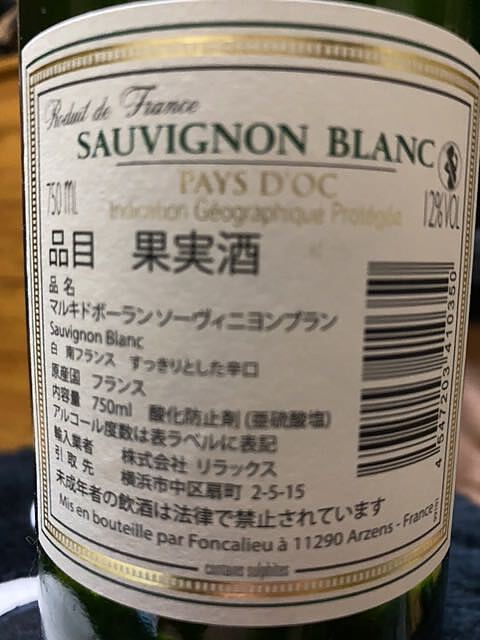 Produit de France
SAUVIGNON BLANC
PAYS D'OC
750 ML
Indication Géographique Protégée
12%VOL
品目 果実酒
品名
マルキドボーランソーヴィニヨンブラン
Sauvignon Blanc
白 南フランス すっきりとした辛口
原産国 フランス
内容量 750ml 酸化防止剤(亜硫酸塩)
アルコール度数は表ラベルに表記
輸入業者 株式会社 リラックス
引取先 横浜市中区扇町 2-5-15
未成年者の飲酒は法律で禁止されています
Mis en bouteille par Foncalieu à 11290 Arzens - France
contains sulphites
4 547203 410350